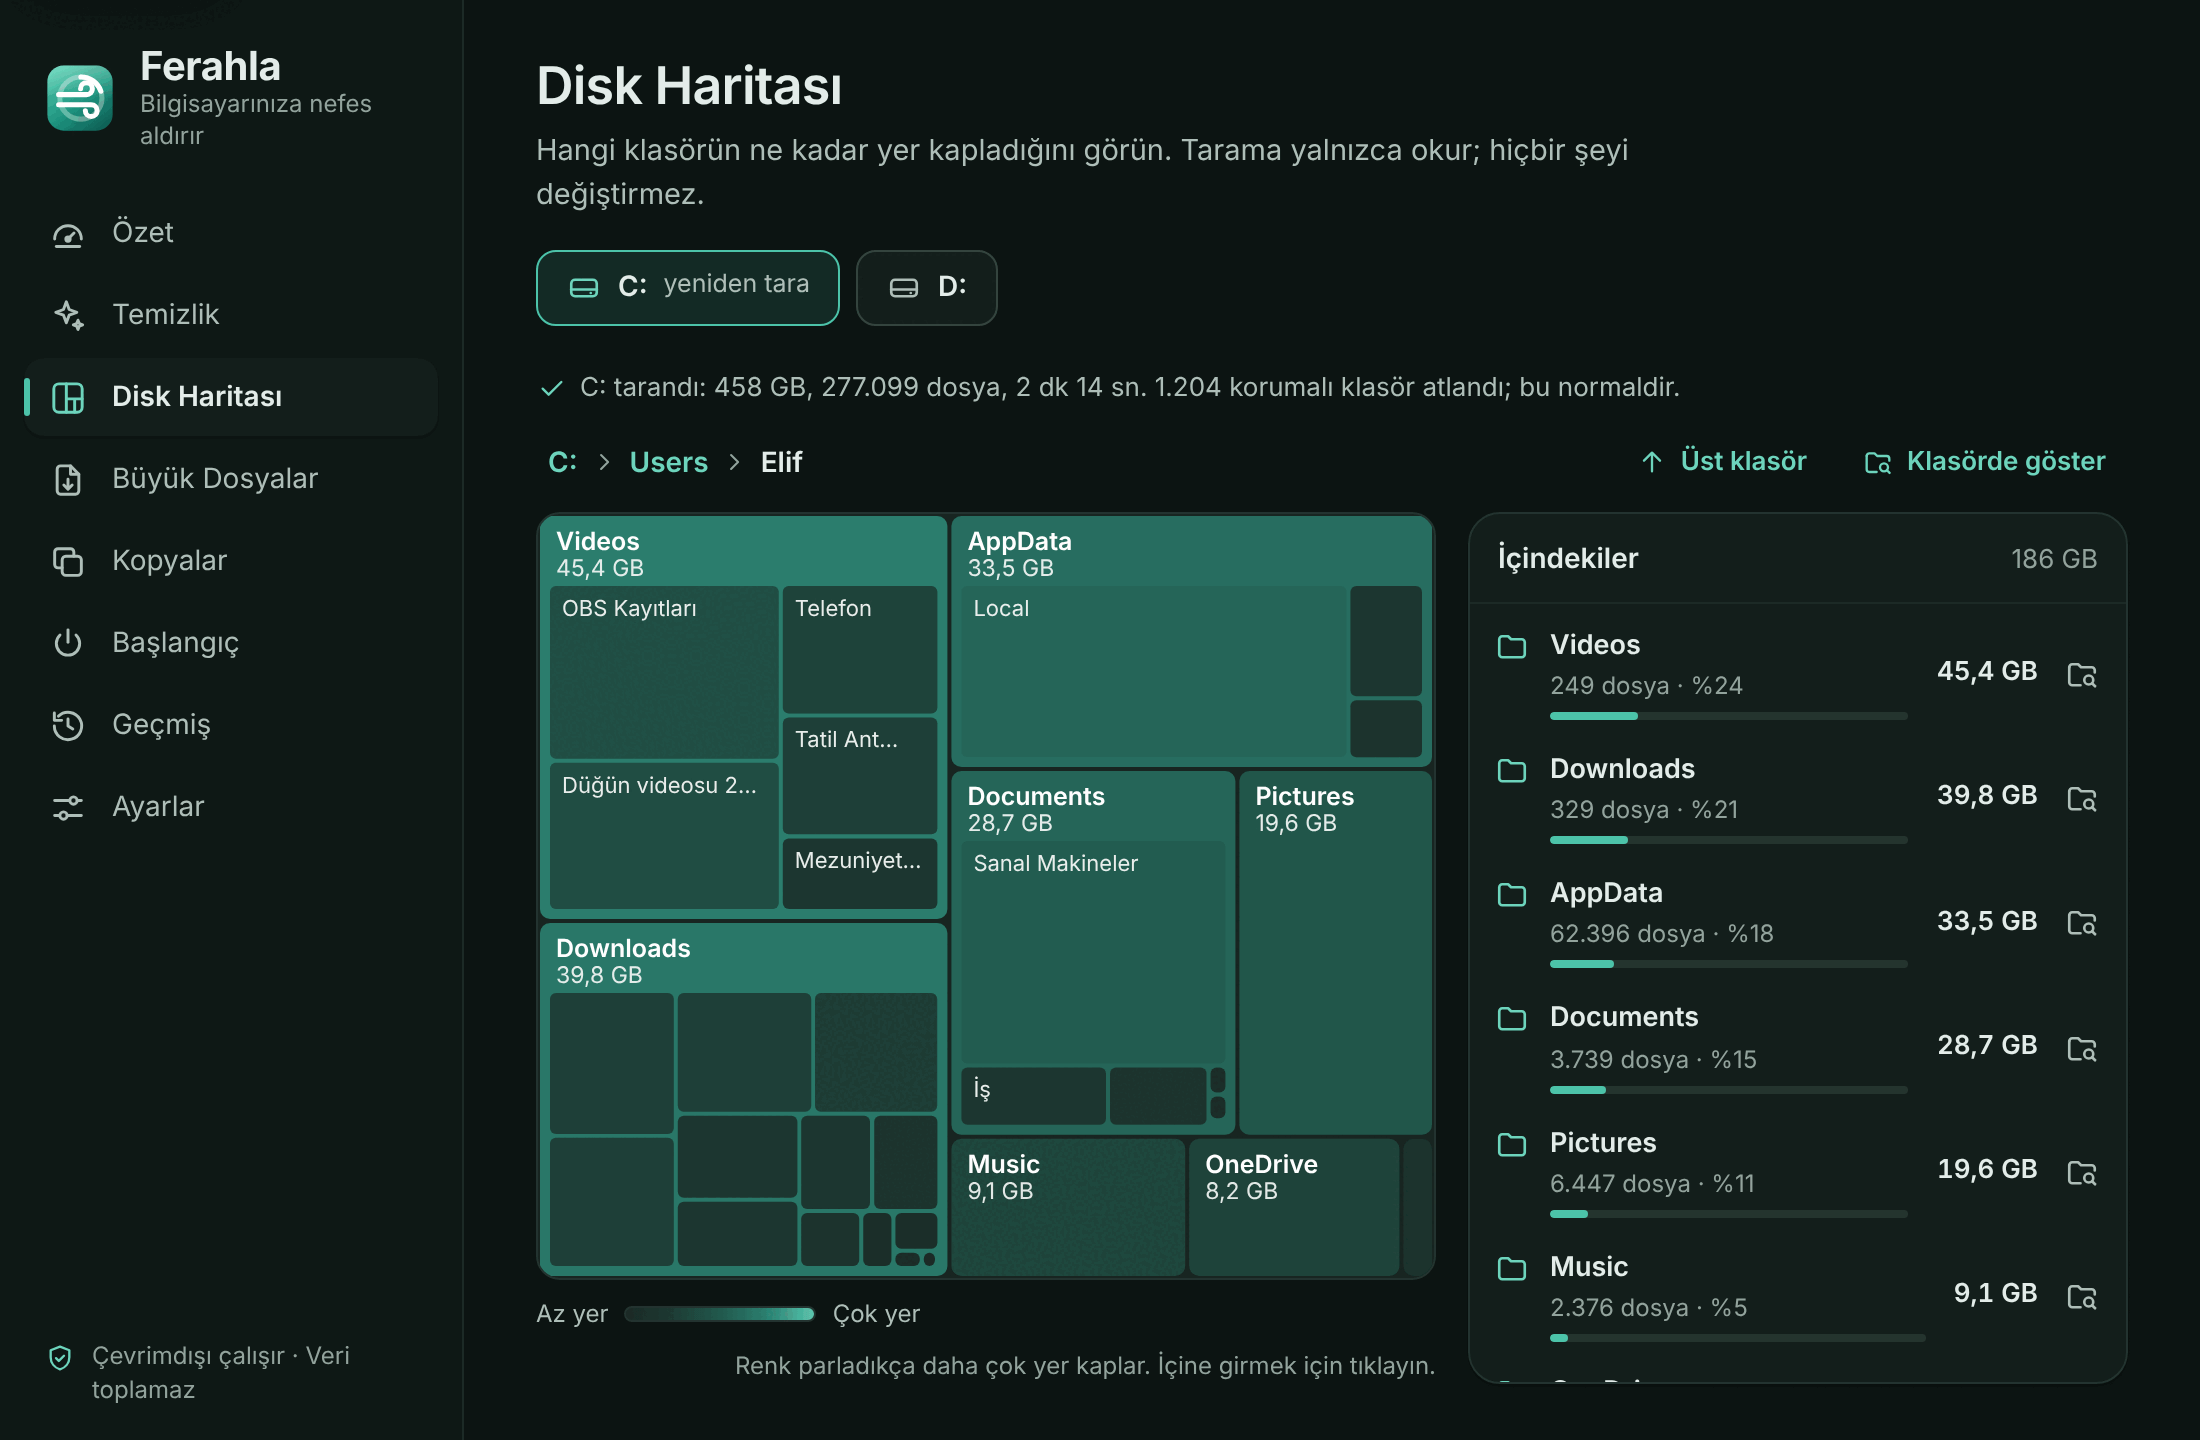 Ferahla
Bilgisayarınıza nefes
aldırır
Özet
Temizlik
Disk Haritası
Büyük Dosyalar
Kopyalar
Başlangıç
Geçmiş
Ayarlar
Çevrimdışı çalışır · Veri
toplamaz
Disk Haritası
Hangi klasörün ne kadar yer kapladığını görün. Tarama yalnızca okur; hiçbir şeyi
değiştirmez.
C: yeniden tara
D:
C: tarandı: 458 GB, 277.099 dosya, 2 dk 14 sn. 1.204 korumalı klasör atlandı; bu normaldir.
C: > Users > Elif
Üst klasör
Klasörde göster
Videos
45,4 GB
OBS Kayıtları
Telefon
Tatil Ant...
Düğün videosu 2...
Mezuniyet...
AppData
33,5 GB
Local
Documents
28,7 GB
Sanal Makineler
İş
Pictures
19,6 GB
Downloads
39,8 GB
Music
9,1 GB
OneDrive
8,2 GB
Az yer
Çok yer
Renk parladıkça daha çok yer kaplar. İçine girmek için tıklayın.
İçindekiler
186 GB
Videos
249 dosya · %24
45,4 GB
Downloads
329 dosya · %21
39,8 GB
AppData
62.396 dosya · %18
33,5 GB
Documents
3.739 dosya · %15
28,7 GB
Pictures
6.447 dosya · %11
19,6 GB
Music
2.376 dosya · %5
9,1 GB